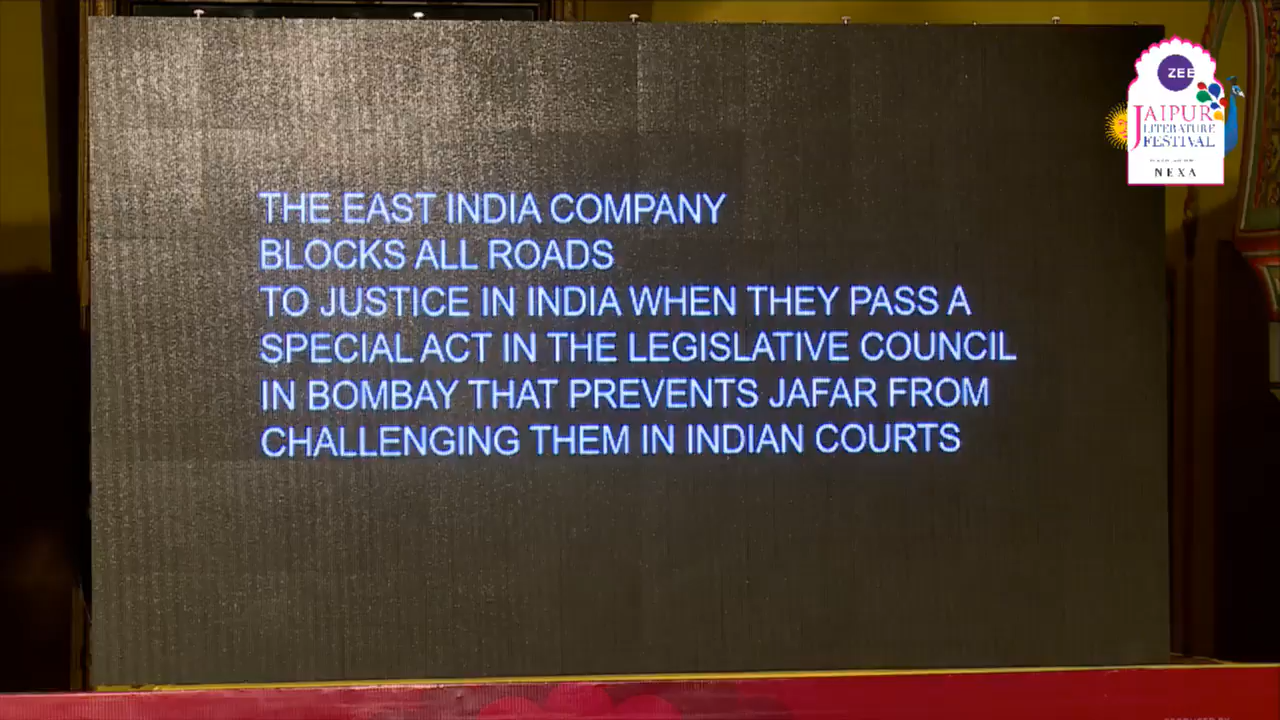 THE EAST INDIA COMPANY
BLOCKS ALL ROADS
TO JUSTICE IN INDIA WHEN THEY PASS A
SPECIAL ACT IN THE LEGISLATIVE COUNCIL
IN BOMBAY THAT PREVENTS JAFAR FROM
CHALLENGING THEM IN INDIAN COURTS
ZEE
JAIPUR
LITERATURE
FESTIVAL
NEXA